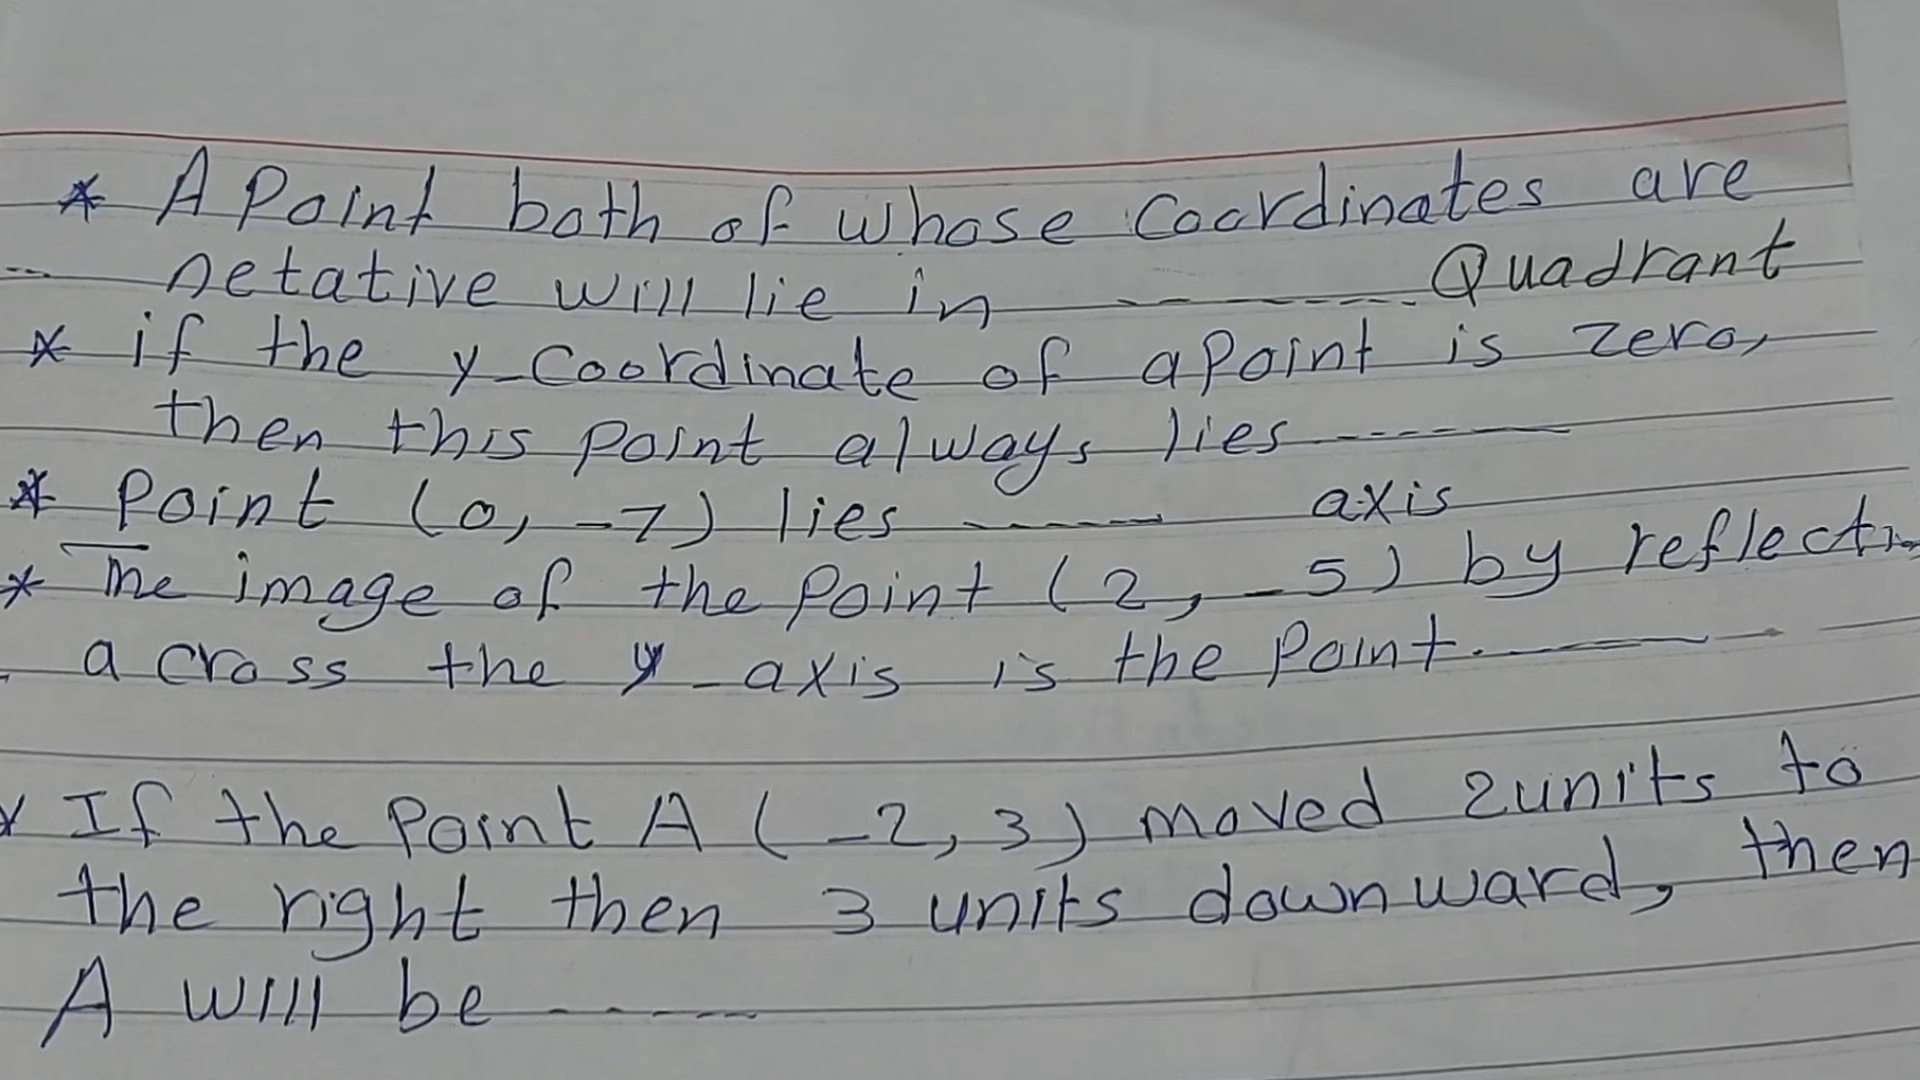 * A Point both of whose Coordinates are
netative will lie in -------- Quadrant
* if the y-Coordinate of a Point is zero,
then this point always lies --------
* Point (0, -7) lies ------ axis
* The image of the Point (2, -5) by reflecti
across the y-axis is the Point.--------
* If the Point A (-2, 3) moved 2units to
the right then 3 units downward, then
A will be ------